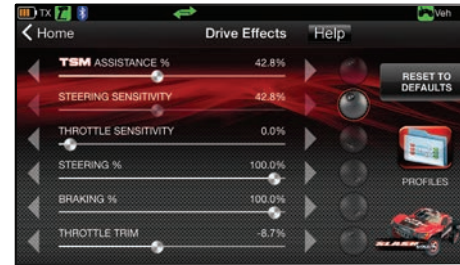 TX Veh
Home Drive Effects Help
TSM ASSISTANCE % 42.8%
RESET TO
DEFAULTS
STEERING SENSITIVITY 42.8%
THROTTLE SENSITIVITY 0.0%
STEERING % 100.0%
PROFILES
BRAKING % 100.0%
THROTTLE TRIM -8.7%
SLASH